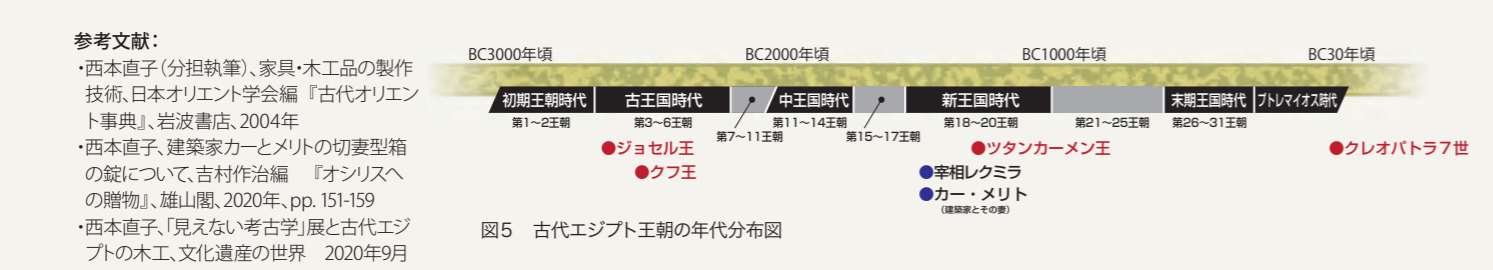 参考文献：
・西本直子（分担執筆）、家具・木工品の製作
技術、日本オリエント学会編　『古代オリエン
ト事典』、岩波書店、2004年
・西本直子、建築家カーとメリトの切妻型箱
の錠について、吉村作治編　『オシリスへ
の贈物』、雄山閣、2020年、pp. 151-159
・西本直子、「見えない考古学」展と古代エジ
プトの木工、文化遺産の世界　2020年9月
BC3000年頃　BC2000年頃　BC1000年頃　BC30年頃
初期王朝時代　古王国時代　中王国時代　新王国時代　末期王国時代　プトレマイオス時代
第1～2王朝　第3～6王朝　第7～11王朝　第11～14王朝　第15～17王朝　第18～20王朝　第21～25王朝　第26～31王朝
●ジョセル王　●ツタンカーメン王　●クレオパトラ7世
●クフ王　●宰相レクミラ
●カー・メリト
（建築家とその妻）
図5　古代エジプト王朝の年代分布図